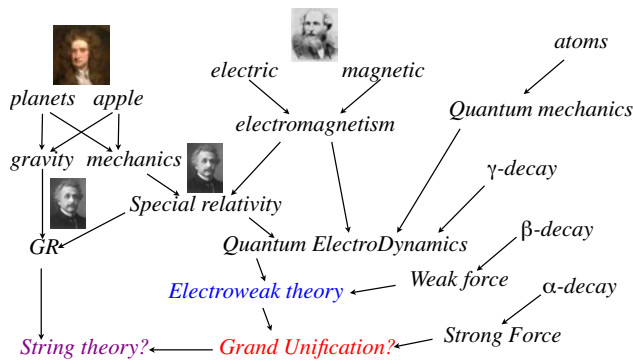 atoms
electric magnetic
planets apple
Quantum mechanics
electromagnetism
gravity mechanics
γ-decay
Special relativity
GR
Quantum ElectroDynamics
β-decay
Weak force
Electroweak theory
α-decay
Strong Force
String theory?
Grand Unification?